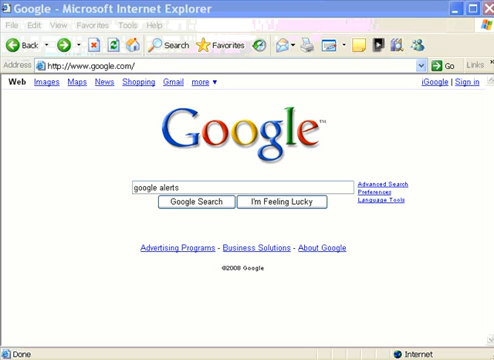 Google - Microsoft Internet Explorer
File Edit View Favorites Tools Help
Back Search Favorites
Address http://www.google.com/ Go Links
Web Images Maps News Shopping Gmail more ▼ iGoogle | Sign in
Google™
google alerts
Advanced Search
Preferences
Language Tools
Google Search I'm Feeling Lucky
Advertising Programs - Business Solutions - About Google
©2008 Google
Done Internet